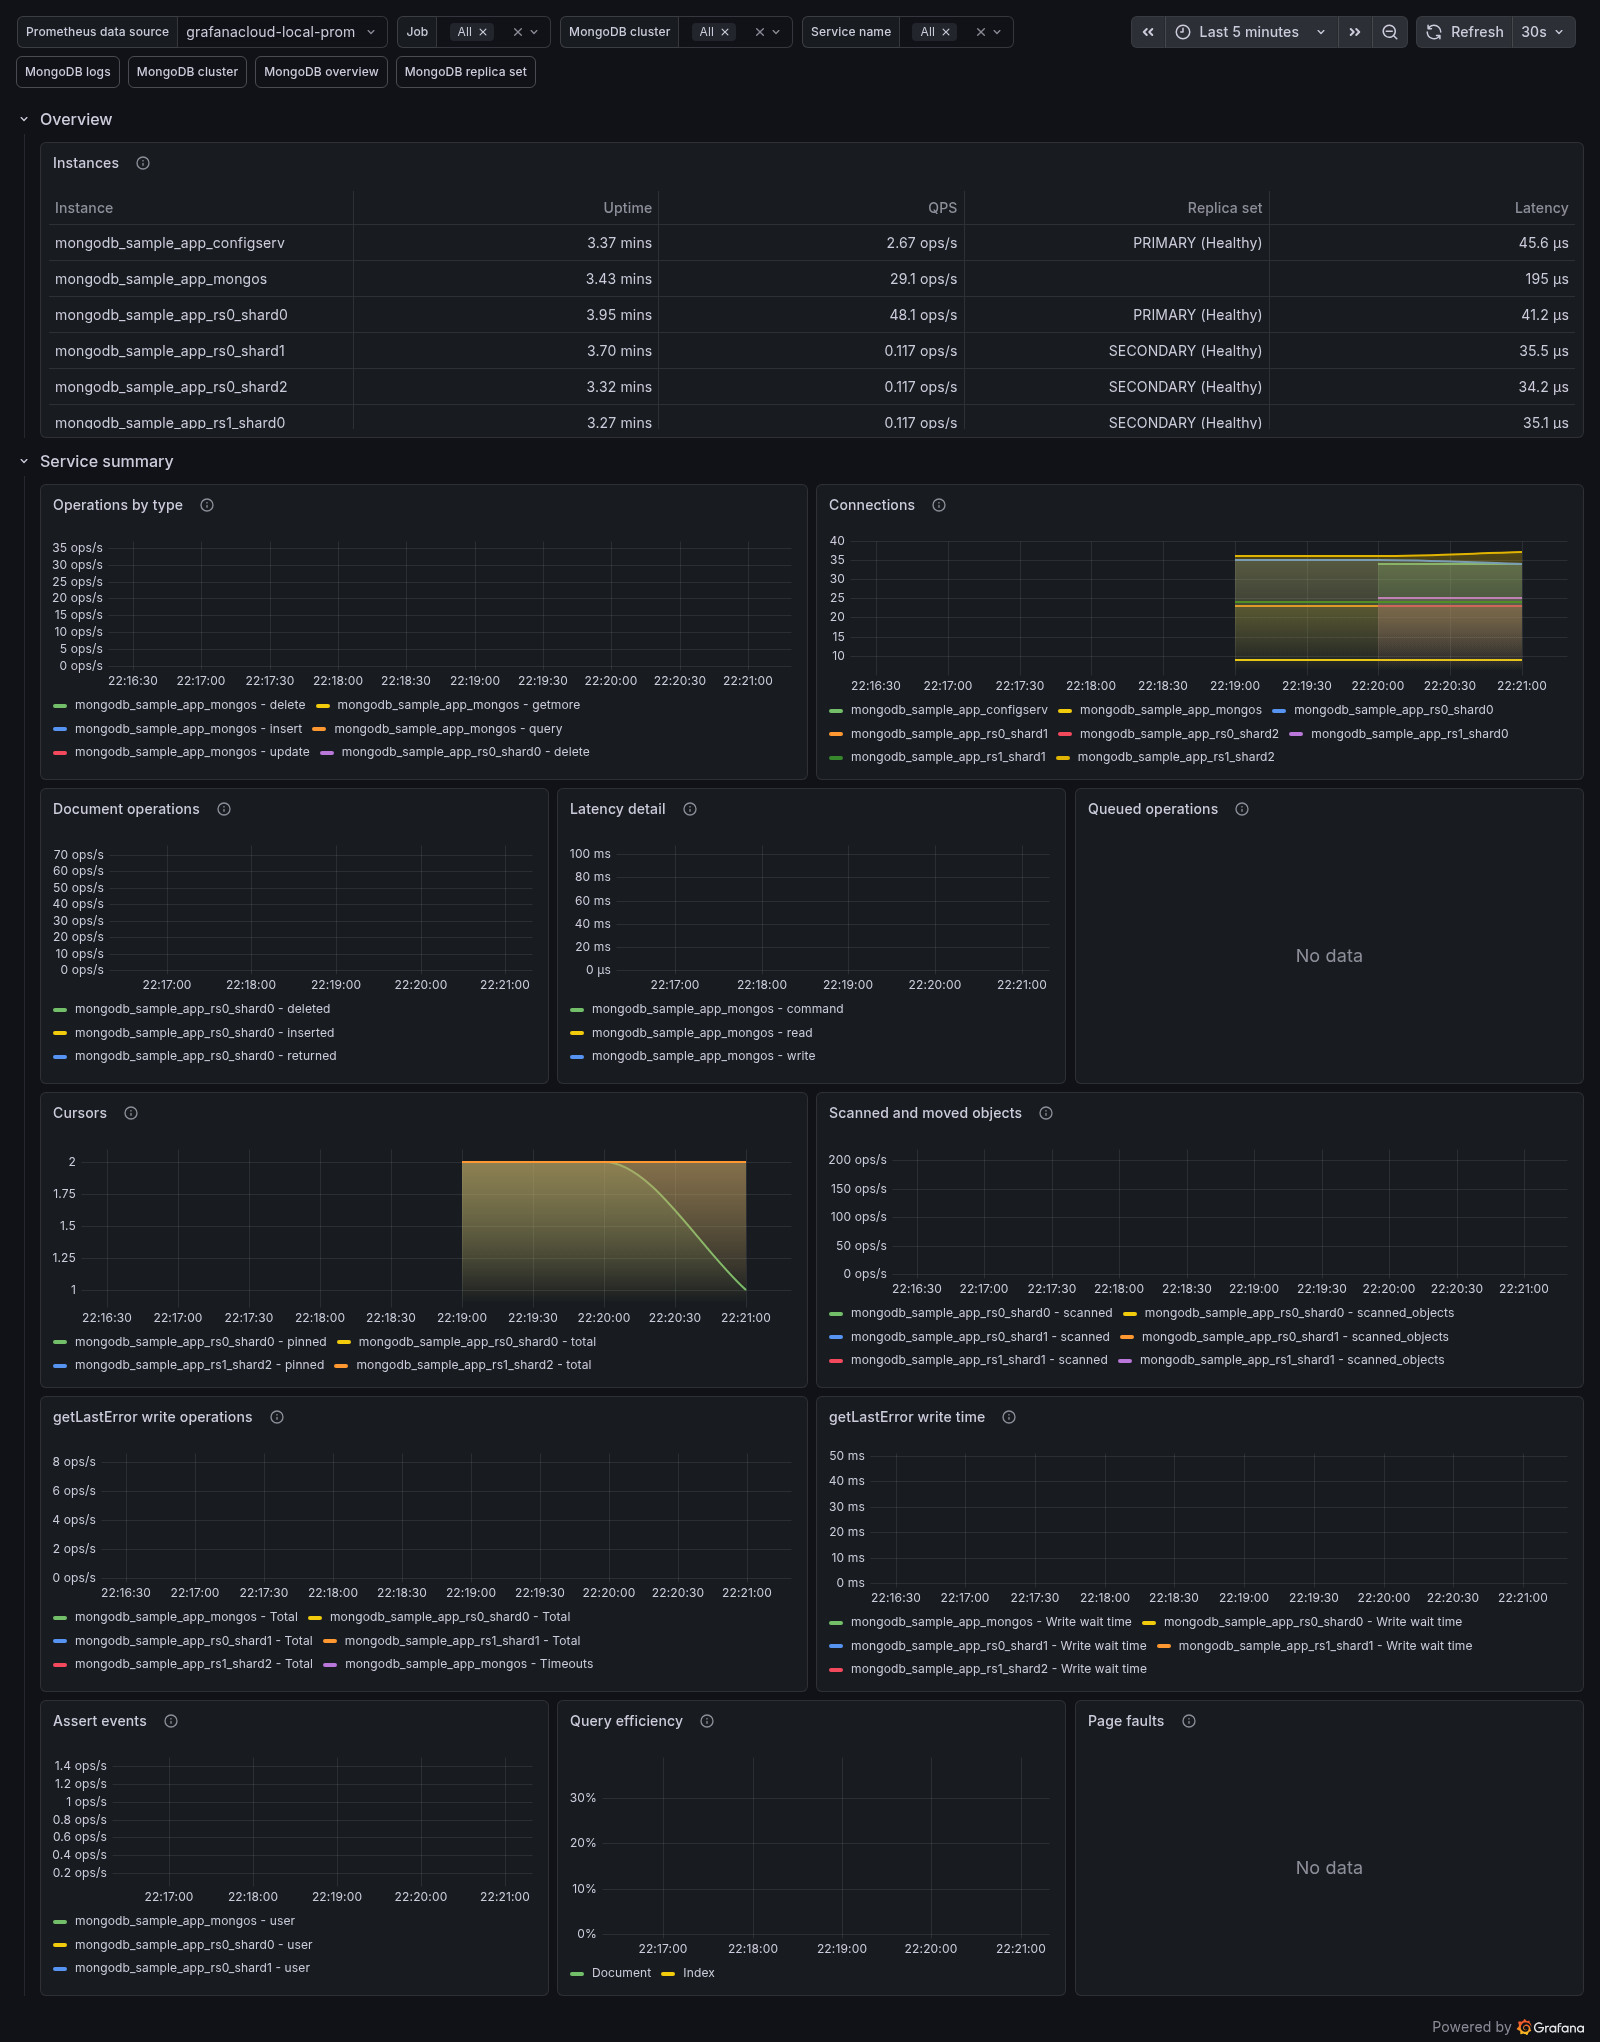 Prometheus data source grafanacloud-local-prom Job All MongoDB cluster All Service name All Last 5 minutes Refresh 30s
MongoDB logs MongoDB cluster MongoDB overview MongoDB replica set
Overview
Instances
Instance Uptime QPS Replica set Latency
mongodb_sample_app_configserv 3.37 mins 2.67 ops/s PRIMARY (Healthy) 45.6 µs
mongodb_sample_app_mongos 3.43 mins 29.1 ops/s 195 µs
mongodb_sample_app_rs0_shard0 3.95 mins 48.1 ops/s PRIMARY (Healthy) 41.2 µs
mongodb_sample_app_rs0_shard1 3.70 mins 0.117 ops/s SECONDARY (Healthy) 35.5 µs
mongodb_sample_app_rs0_shard2 3.32 mins 0.117 ops/s SECONDARY (Healthy) 34.2 µs
mongodb_sample_app_rs1_shard0 3.27 mins 0.117 ops/s SECONDARY (Healthy) 35.1 µs
Service summary
Operations by type
35 ops/s
30 ops/s
25 ops/s
20 ops/s
15 ops/s
10 ops/s
5 ops/s
0 ops/s
22:16:30 22:17:00 22:17:30 22:18:00 22:18:30 22:19:00 22:19:30 22:20:00 22:20:30 22:21:00
mongodb_sample_app_mongos - delete mongodb_sample_app_mongos - getmore
mongodb_sample_app_mongos - insert mongodb_sample_app_mongos - query
mongodb_sample_app_mongos - update mongodb_sample_app_rs0_shard0 - delete
Connections
40
35
30
25
20
15
10
22:16:30 22:17:00 22:17:30 22:18:00 22:18:30 22:19:00 22:19:30 22:20:00 22:20:30 22:21:00
mongodb_sample_app_configserv mongodb_sample_app_mongos mongodb_sample_app_rs0_shard0
mongodb_sample_app_rs0_shard1 mongodb_sample_app_rs0_shard2 mongodb_sample_app_rs1_shard0
mongodb_sample_app_rs1_shard1 mongodb_sample_app_rs1_shard2
Document operations
70 ops/s
60 ops/s
50 ops/s
40 ops/s
30 ops/s
20 ops/s
10 ops/s
0 ops/s
22:17:00 22:18:00 22:19:00 22:20:00 22:21:00
mongodb_sample_app_rs0_shard0 - deleted
mongodb_sample_app_rs0_shard0 - inserted
mongodb_sample_app_rs0_shard0 - returned
Latency detail
100 ms
80 ms
60 ms
40 ms
20 ms
0 µs
22:17:00 22:18:00 22:19:00 22:20:00 22:21:00
mongodb_sample_app_mongos - command
mongodb_sample_app_mongos - read
mongodb_sample_app_mongos - write
Queued operations
No data
Cursors
2
1.75
1.5
1.25
1
22:16:30 22:17:00 22:17:30 22:18:00 22:18:30 22:19:00 22:19:30 22:20:00 22:20:30 22:21:00
mongodb_sample_app_rs0_shard0 - pinned mongodb_sample_app_rs0_shard0 - total
mongodb_sample_app_rs1_shard2 - pinned mongodb_sample_app_rs1_shard2 - total
Scanned and moved objects
200 ops/s
150 ops/s
100 ops/s
50 ops/s
0 ops/s
22:16:30 22:17:00 22:17:30 22:18:00 22:18:30 22:19:00 22:19:30 22:20:00 22:20:30 22:21:00
mongodb_sample_app_rs0_shard0 - scanned mongodb_sample_app_rs0_shard0 - scanned_objects
mongodb_sample_app_rs0_shard1 - scanned mongodb_sample_app_rs0_shard1 - scanned_objects
mongodb_sample_app_rs1_shard1 - scanned mongodb_sample_app_rs1_shard1 - scanned_objects
getLastError write operations
8 ops/s
6 ops/s
4 ops/s
2 ops/s
0 ops/s
22:16:30 22:17:00 22:17:30 22:18:00 22:18:30 22:19:00 22:19:30 22:20:00 22:20:30 22:21:00
mongodb_sample_app_mongos - Total mongodb_sample_app_rs0_shard0 - Total
mongodb_sample_app_rs0_shard1 - Total mongodb_sample_app_rs1_shard1 - Total
mongodb_sample_app_rs1_shard2 - Total mongodb_sample_app_mongos - Timeouts
getLastError write time
50 ms
40 ms
30 ms
20 ms
10 ms
0 ms
22:16:30 22:17:00 22:17:30 22:18:00 22:18:30 22:19:00 22:19:30 22:20:00 22:20:30 22:21:00
mongodb_sample_app_mongos - Write wait time mongodb_sample_app_rs0_shard0 - Write wait time
mongodb_sample_app_rs0_shard1 - Write wait time mongodb_sample_app_rs1_shard1 - Write wait time
mongodb_sample_app_rs1_shard2 - Write wait time
Assert events
1.4 ops/s
1.2 ops/s
1 ops/s
0.8 ops/s
0.6 ops/s
0.4 ops/s
0.2 ops/s
22:17:00 22:18:00 22:19:00 22:20:00 22:21:00
mongodb_sample_app_mongos - user
mongodb_sample_app_rs0_shard0 - user
mongodb_sample_app_rs0_shard1 - user
Query efficiency
30%
20%
10%
0%
22:17:00 22:18:00 22:19:00 22:20:00 22:21:00
Document Index
Page faults
No data
Powered by Grafana